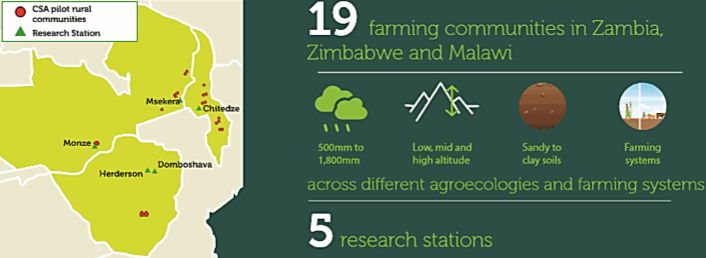 CSA pilot rural
communities
Research Station
Msekera
Chitedze
Monze
Domboshava
Herderson
19 farming communities in Zambia,
Zimbabwe and Malawi
500mm to
1,800mm
Low, mid and
high altitude
Sandy to
clay soils
Farming
systems
across different agroecologies and farming systems
5 research stations